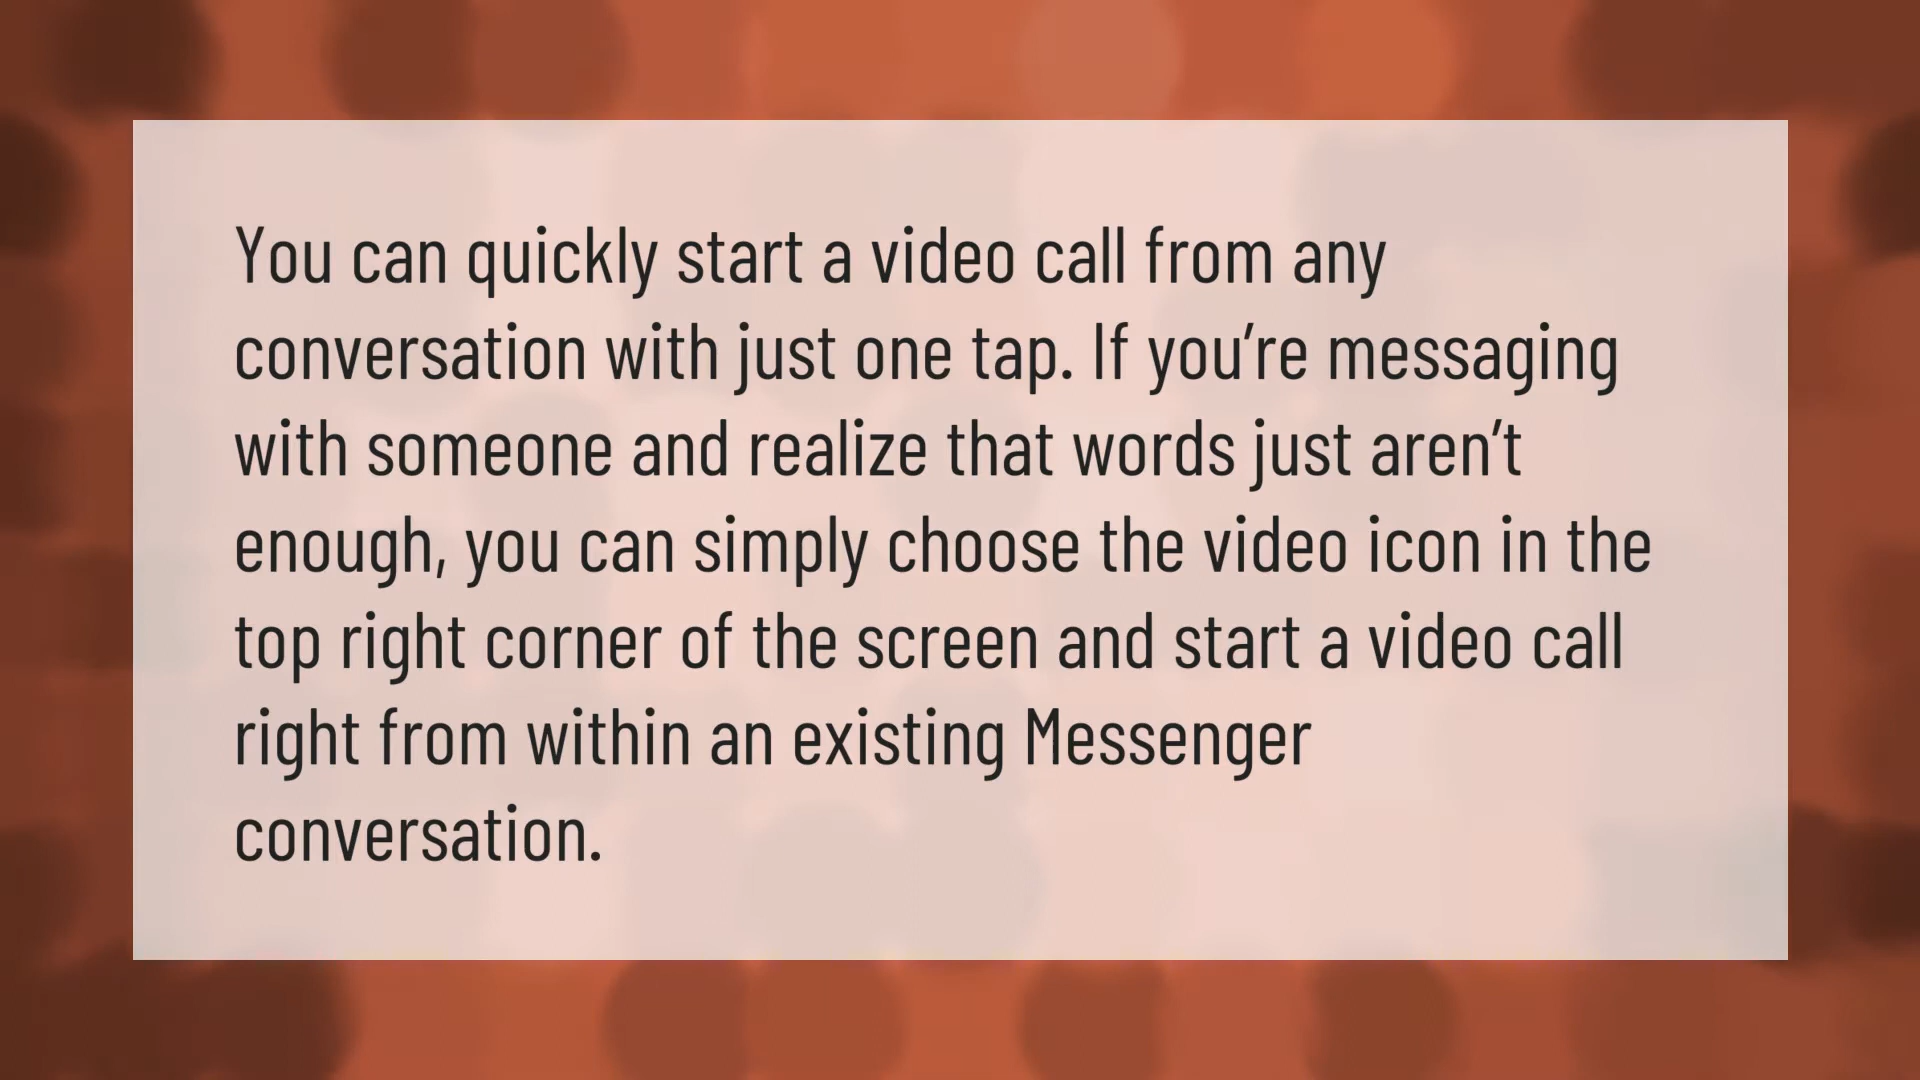 You can quickly start a video call from any
conversation with just one tap. If you’re messaging
with someone and realize that words just aren’t
enough, you can simply choose the video icon in the
top right corner of the screen and start a video call
right from within an existing Messenger
conversation.